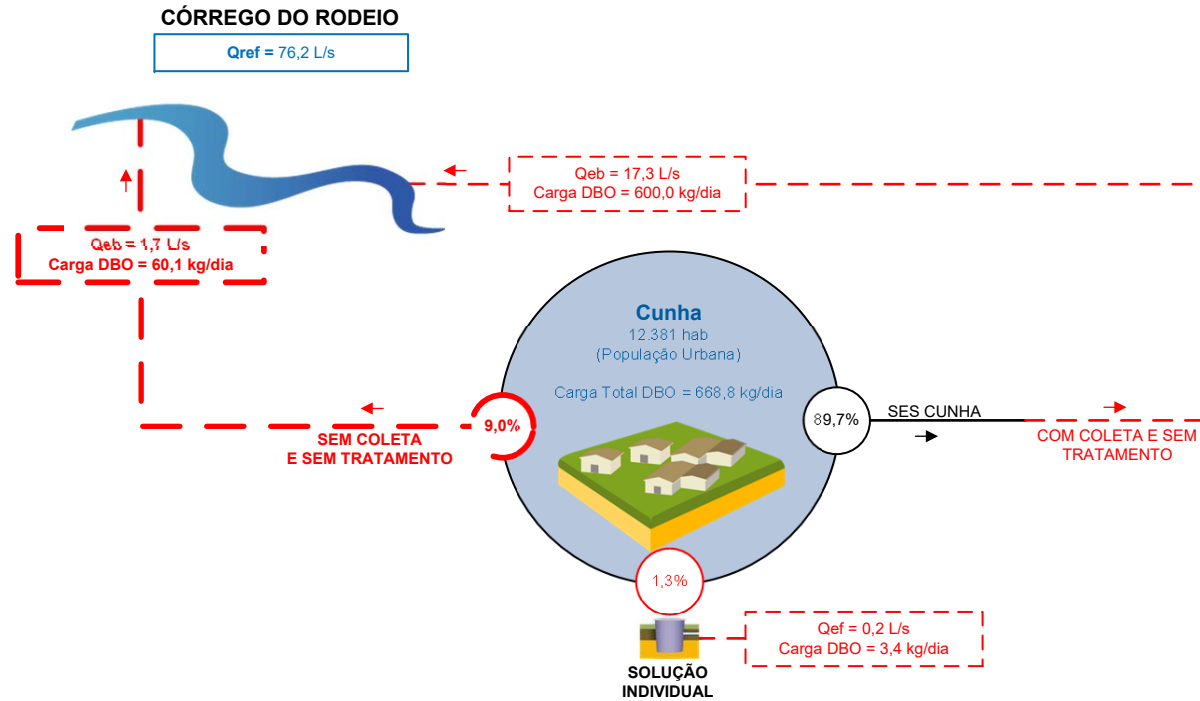 CÓRREGO DO RODEIO
Qref = 76,2 L/s
Qeb = 17,3 L/s
Carga DBO = 600,0 kg/dia
Qeb = 1,7 L/s
Carga DBO = 60,1 kg/dia
Cunha
12.381 hab
(População Urbana)
Carga Total DBO = 668,8 kg/dia
9,0%
89,7%
SES CUNHA
SEM COLETA
E SEM TRATAMENTO
COM COLETA E SEM
TRATAMENTO
1,3%
Qef = 0,2 L/s
Carga DBO = 3,4 kg/dia
SOLUÇÃO
INDIVIDUAL